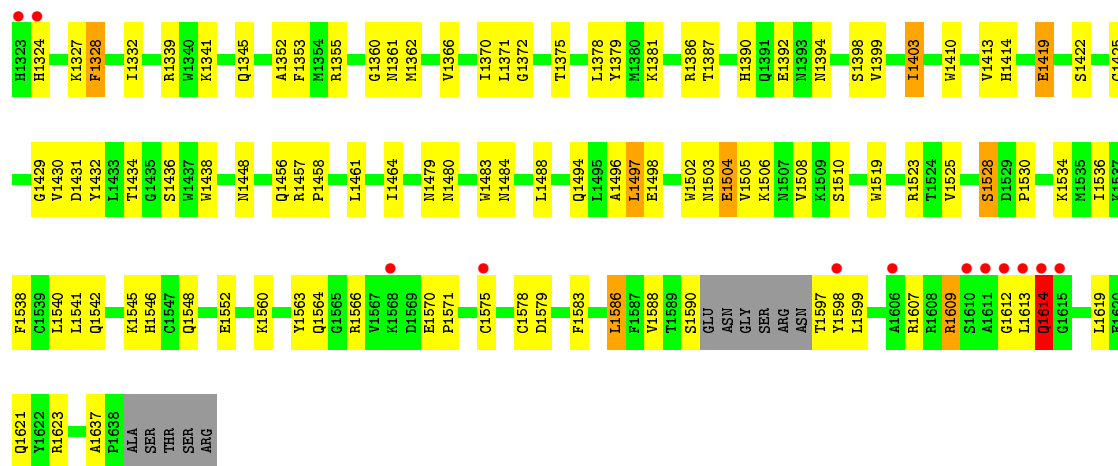 H1323 H1324 K1327 F1328 I1332 R1339 W1340 K1341 Q1345 A1352 F1353 M1354 R1355 G1360 N1361 M1362 V1366 I1370 L1371 G1372 T1375 L1378 Y1379 M1380 K1381 R1386 T1387 H1390 Q1391 E1392 N1393 N1394 S1398 V1399 I1403 W1410 V1413 H1414 E1419 S1422
G1429 V1430 D1431 Y1432 L1433 T1434 G1435 S1436 W1437 W1438 N1448 Q1456 R1457 P1458 L1461 I1464 N1479 N1480 W1483 N1484 L1488 Q1494 L1495 A1496 L1497 E1498 W1502 N1503 E1504 V1505 K1506 N1507 V1508 K1509 S1510 W1519 R1523 T1524 V1525 S1528 D1529 P1530 K1534 M1535 I1536 K1537
F1538 C1539 L1540 L1541 Q1542 K1545 H1546 C1547 Q1548 E1552 K1560 Y1563 Q1564 G1565 R1566 V1567 K1568 D1569 E1570 P1571 C1575 C1578 D1579 F1583 L1586 F1587 V1588 T1589 S1590 GLU ASN GLY SER ARG ASN T1597 Y1598 L1599 A1606 R1607 R1608 R1609 S1610 A1611 G1612 L1613 Q1614 G1615 L1619
Q1621 Y1622 R1623 A1637 P1638 ALA SER THR SER ARG